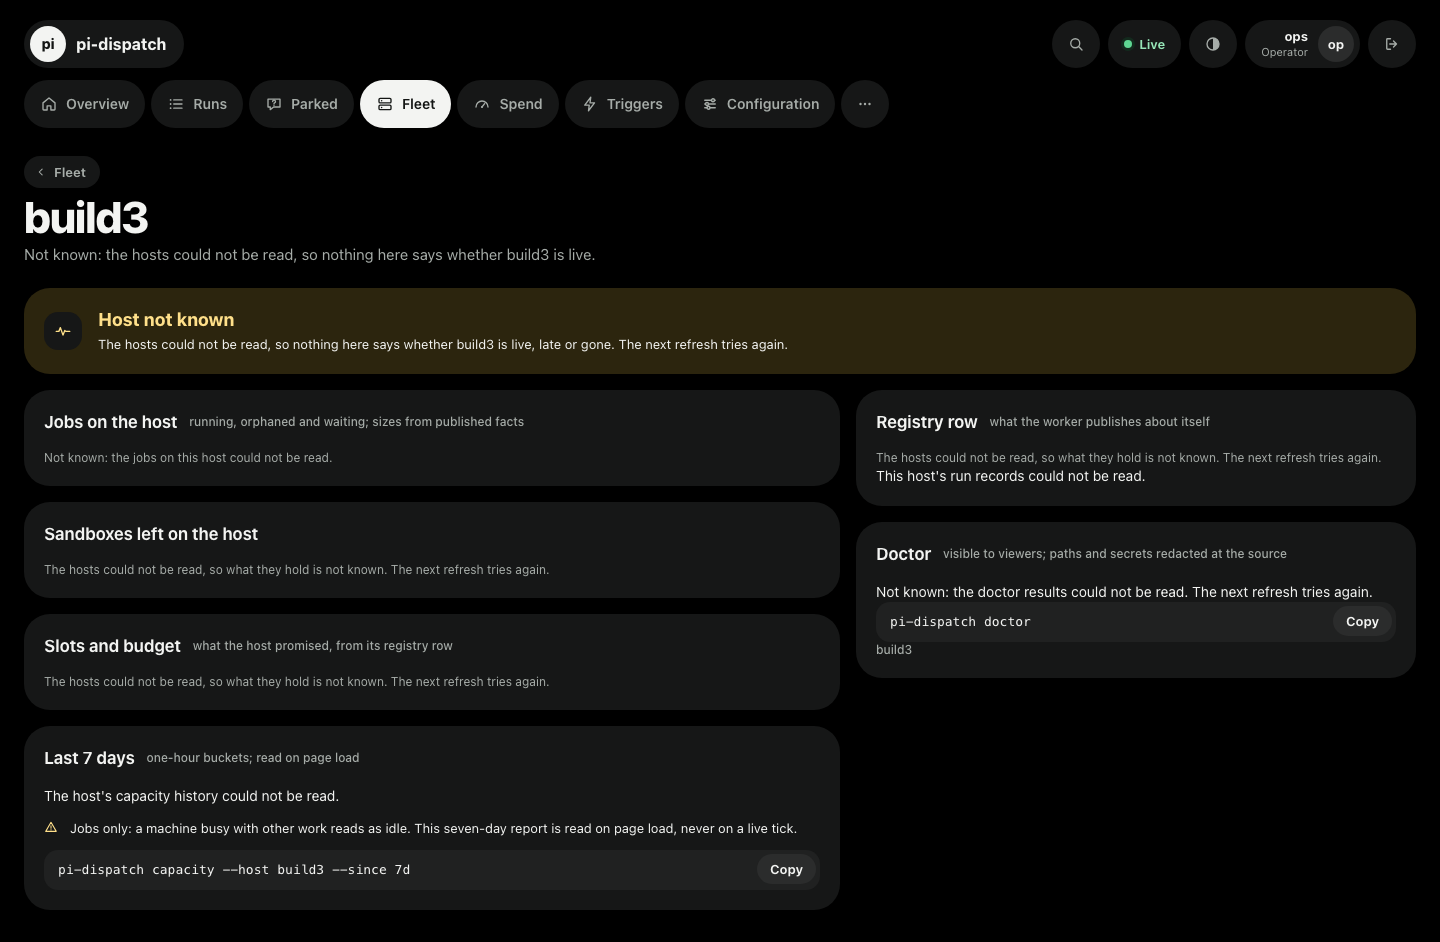 pi pi-dispatch
Live
ops
Operator
op
Overview
Runs
Parked
Fleet
Spend
Triggers
Configuration
···
Fleet
build3
Not known: the hosts could not be read, so nothing here says whether build3 is live.
Host not known
The hosts could not be read, so nothing here says whether build3 is live, late or gone. The next refresh tries again.
Jobs on the host running, orphaned and waiting; sizes from published facts
Not known: the jobs on this host could not be read.
Sandboxes left on the host
The hosts could not be read, so what they hold is not known. The next refresh tries again.
Slots and budget what the host promised, from its registry row
The hosts could not be read, so what they hold is not known. The next refresh tries again.
Last 7 days one-hour buckets; read on page load
The host's capacity history could not be read.
Jobs only: a machine busy with other work reads as idle. This seven-day report is read on page load, never on a live tick.
pi-dispatch capacity --host build3 --since 7d
Copy
Registry row what the worker publishes about itself
The hosts could not be read, so what they hold is not known. The next refresh tries again.
This host's run records could not be read.
Doctor visible to viewers; paths and secrets redacted at the source
Not known: the doctor results could not be read. The next refresh tries again.
pi-dispatch doctor
Copy
build3